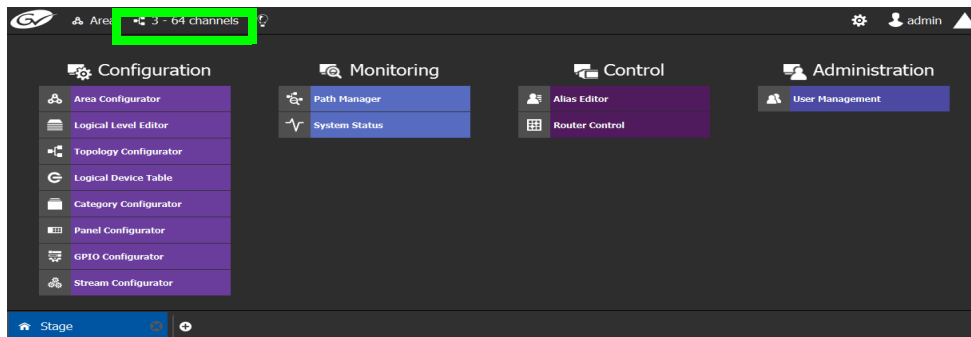 GV Area 3 - 64 channels admin
Configuration Monitoring Control Administration
Area Configurator Path Manager Alias Editor User Management
Logical Level Editor System Status Router Control
Topology Configurator
Logical Device Table
Category Configurator
Panel Configurator
GPIO Configurator
Stream Configurator
Stage